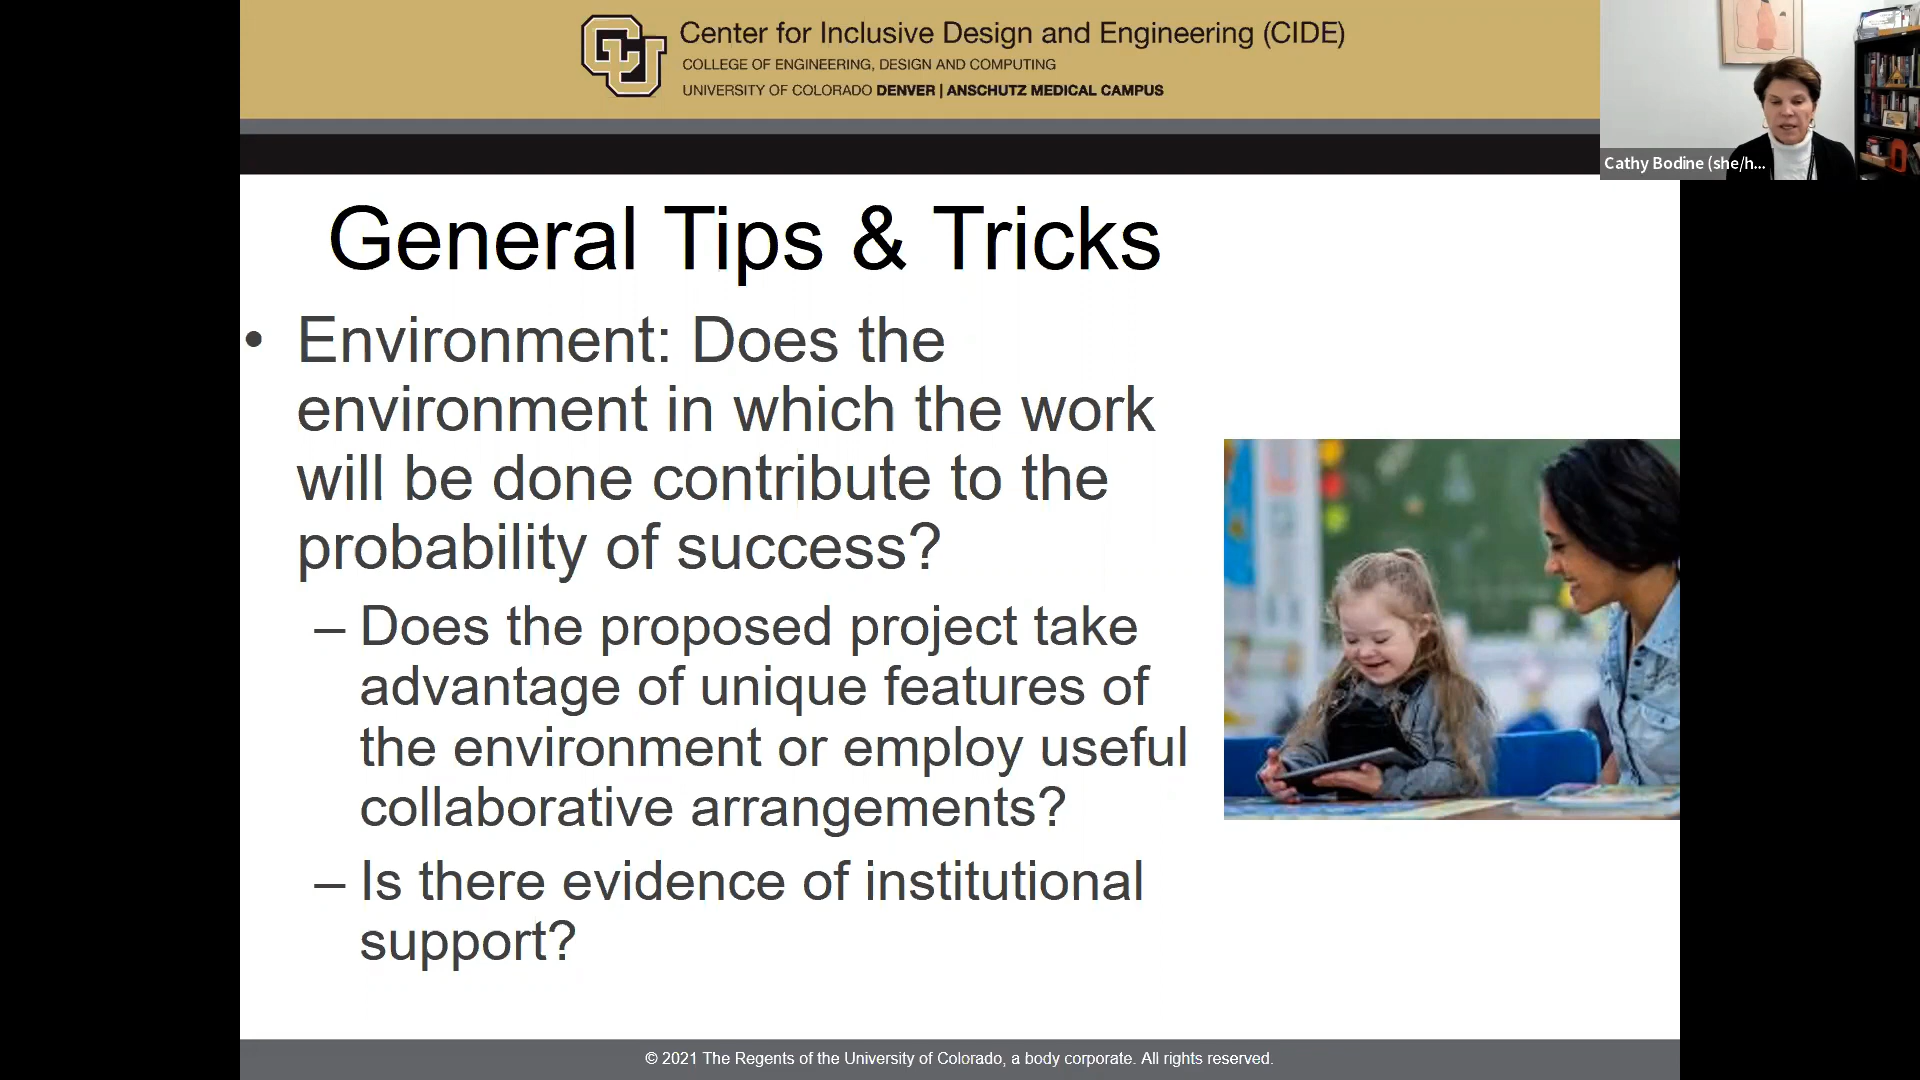 Center for Inclusive Design and Engineering (CIDE)
COLLEGE OF ENGINEERING, DESIGN AND COMPUTING
UNIVERSITY OF COLORADO DENVER | ANSCHUTZ MEDICAL CAMPUS
Cathy Bodine (she/h...
General Tips & Tricks
• Environment: Does the
environment in which the work
will be done contribute to the
probability of success?
– Does the proposed project take
advantage of unique features of
the environment or employ useful
collaborative arrangements?
– Is there evidence of institutional
support?
© 2021 The Regents of the University of Colorado, a body corporate. All rights reserved.